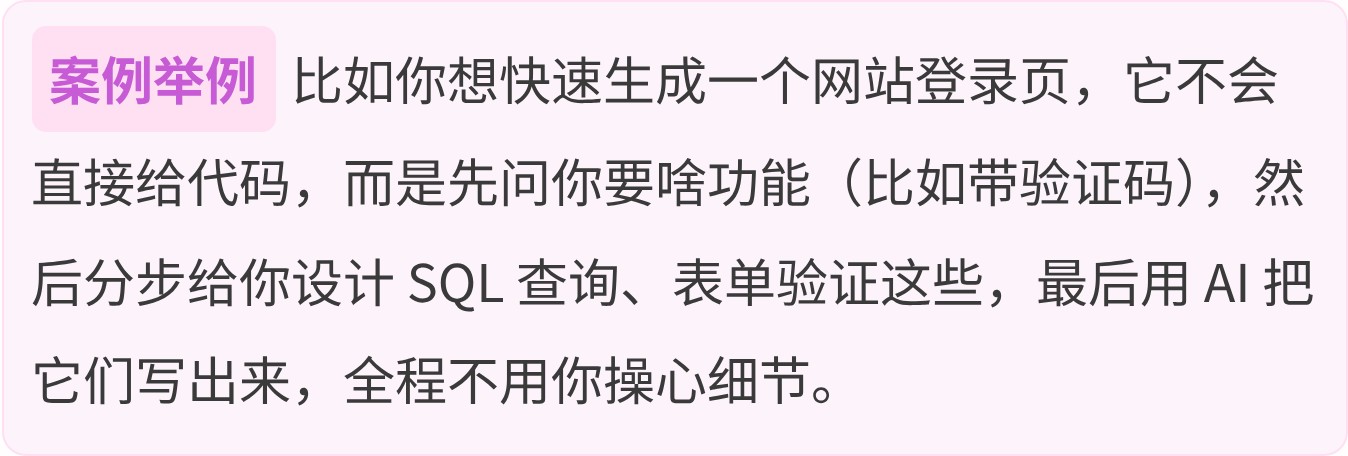 案例举例 比如你想快速生成一个网站登录页，它不会
直接给代码，而是先问你要啥功能（比如带验证码），然
后分步给你设计 SQL 查询、表单验证这些，最后用 AI 把
它们写出来，全程不用你操心细节。